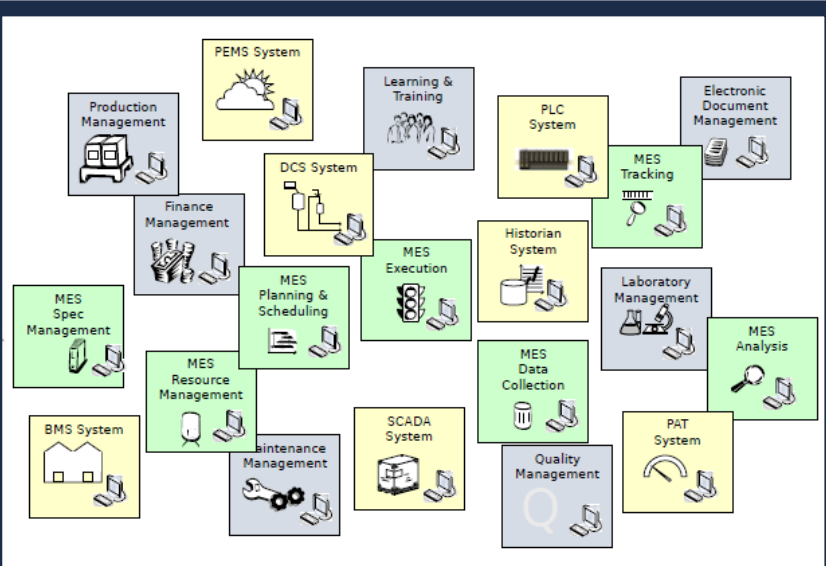 PEMS System
Learning &
Training
Electronic
Document
Management
Production
Management
PLC
System
MES
Tracking
DCS System
Finance
Management
Historian
System
MES
Execution
MES
Planning &
Scheduling
Laboratory
Management
MES
Spec
Management
MES
Analysis
MES
Data
Collection
MES
Resource
Management
SCADA
System
PAT
System
BMS System
aintenance
Management
Quality
Management
Q